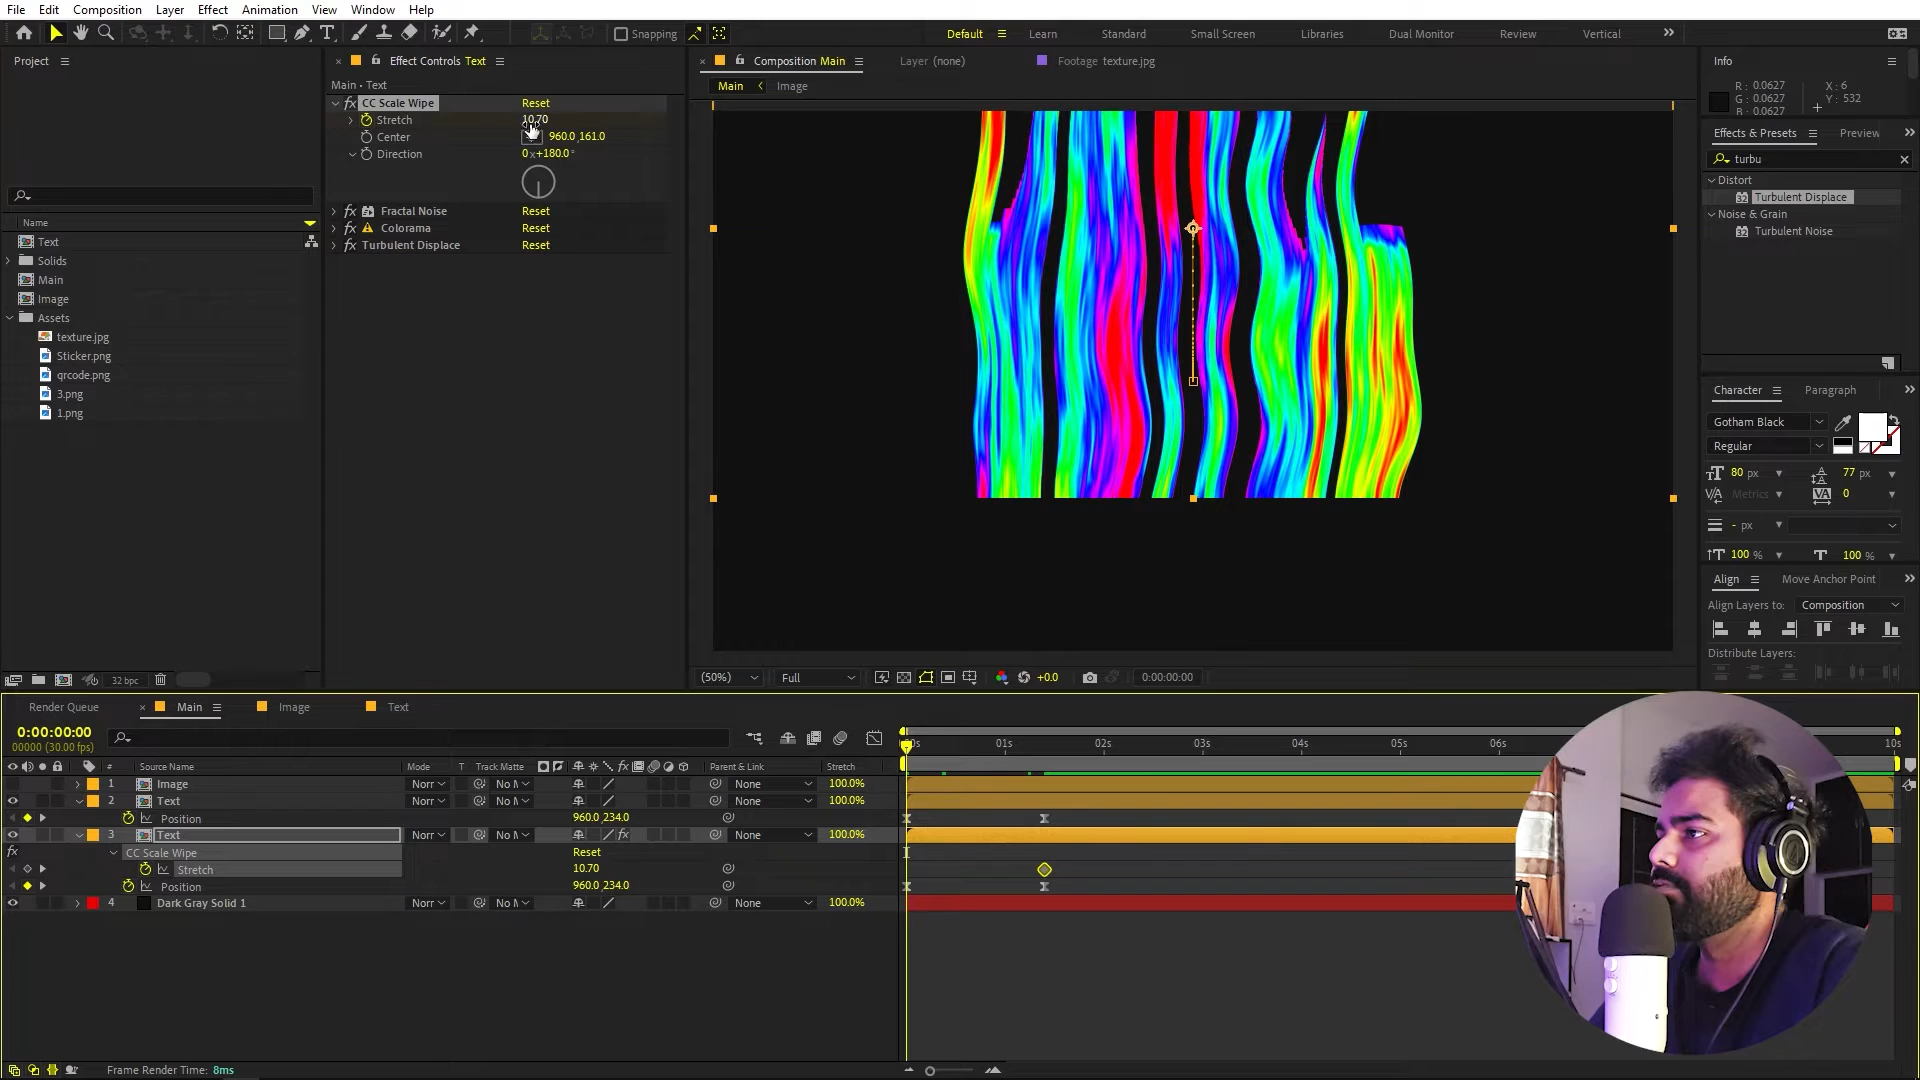 File Edit Composition Layer Effect Animation View Window Help
Snapping Default Learn Standard Small Screen Libraries Dual Monitor Review Vertical
Project
Effect Controls Text
Composition Main
Layer (none)
Footage texture.jpg
Info
Main · Text
Main Image
R : 0.0627 X : 6
G : 0.0627 Y : 532
B : 0.0627
CC Scale Wipe Reset
Stretch 10.70
Center 960.0 ,161.0
Direction 0 x+180.0 °
Fractal Noise Reset
Colorama Reset
Turbulent Displace Reset
Effects & Presets Preview
turbu
Distort
Turbulent Displace
Noise & Grain
Turbulent Noise
Name
Text
Solids
Main
Image
Assets
texture.jpg
Sticker.png
qrcode.png
3.png
1.png
Character Paragraph
Gotham Black
Regular
80 px 77 px
Metrics 0
- px
100 % 100 %
Align Move Anchor Point
Align Layers to: Composition
Distribute Layers:
32 bpc
(50%) Full +0.0 0:00:00:00
Render Queue Main Image Text
0:00:00:00
00000 (30.00 fps)
01s 02s 03s 04s 05s 06s 10s
# Source Name Mode T Track Matte Parent & Link Stretch
1 Image Norr No M None 100.0%
2 Text Norr No M None 100.0%
Position 960.0 ,234.0
3 Text Norr No M None 100.0%
CC Scale Wipe Reset
Stretch 10.70
Position 960.0 ,234.0
4 Dark Gray Solid 1 Norr No M None 100.0%
Frame Render Time: 8ms